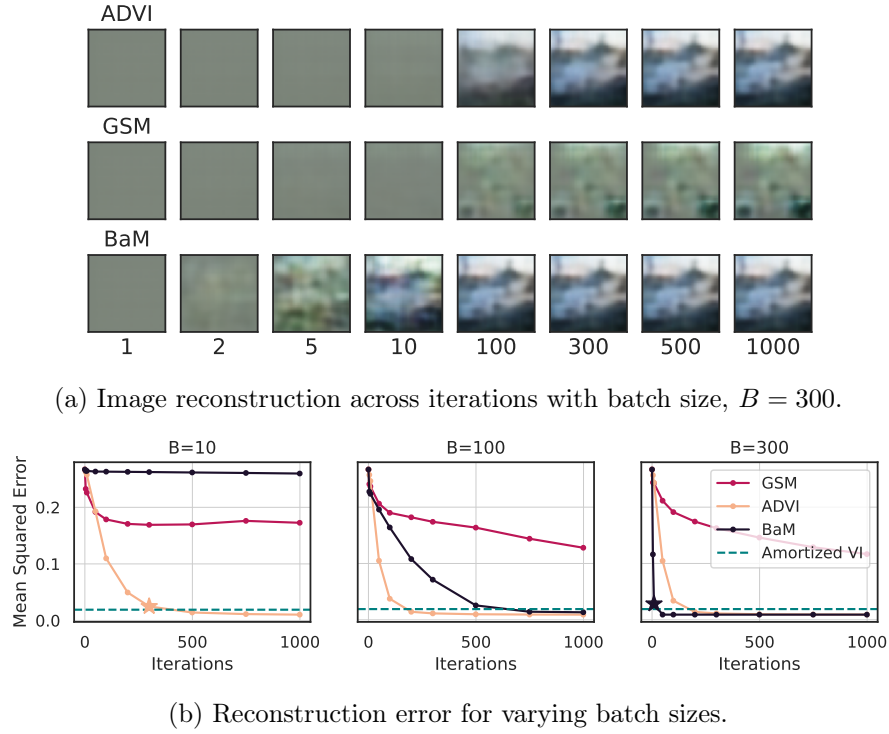 ADVI
GSM
BaM
1 2 5 10 100 300 500 1000
(a) Image reconstruction across iterations with batch size, B = 300.
B=10 B=100 B=300
Mean Squared Error
0.2
0.1
0.0
GSM
ADVI
BaM
Amortized VI
0 500 1000 0 500 1000 0 500 1000
Iterations Iterations Iterations
(b) Reconstruction error for varying batch sizes.